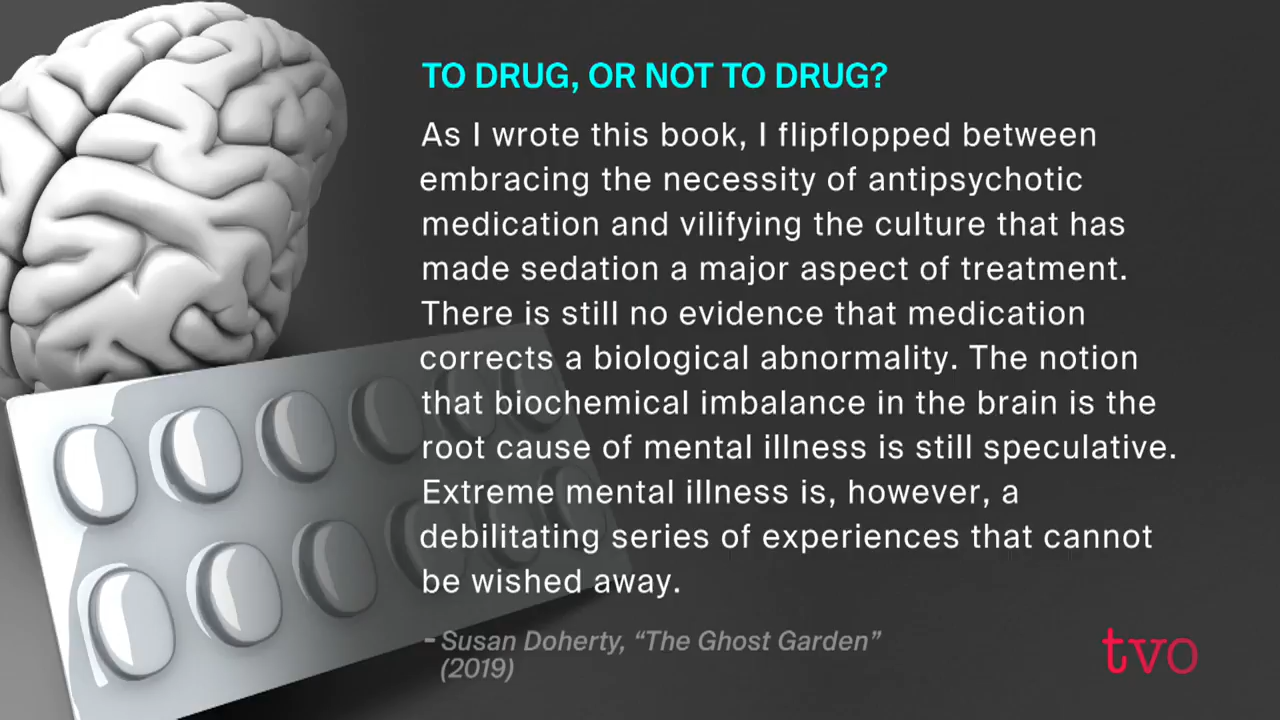 TO DRUG, OR NOT TO DRUG?
As I wrote this book, I flipflopped between
embracing the necessity of antipsychotic
medication and vilifying the culture that has
made sedation a major aspect of treatment.
There is still no evidence that medication
corrects a biological abnormality. The notion
that biochemical imbalance in the brain is the
root cause of mental illness is still speculative.
Extreme mental illness is, however, a
debilitating series of experiences that cannot
be wished away.
– Susan Doherty, “The Ghost Garden”
(2019)
tvo